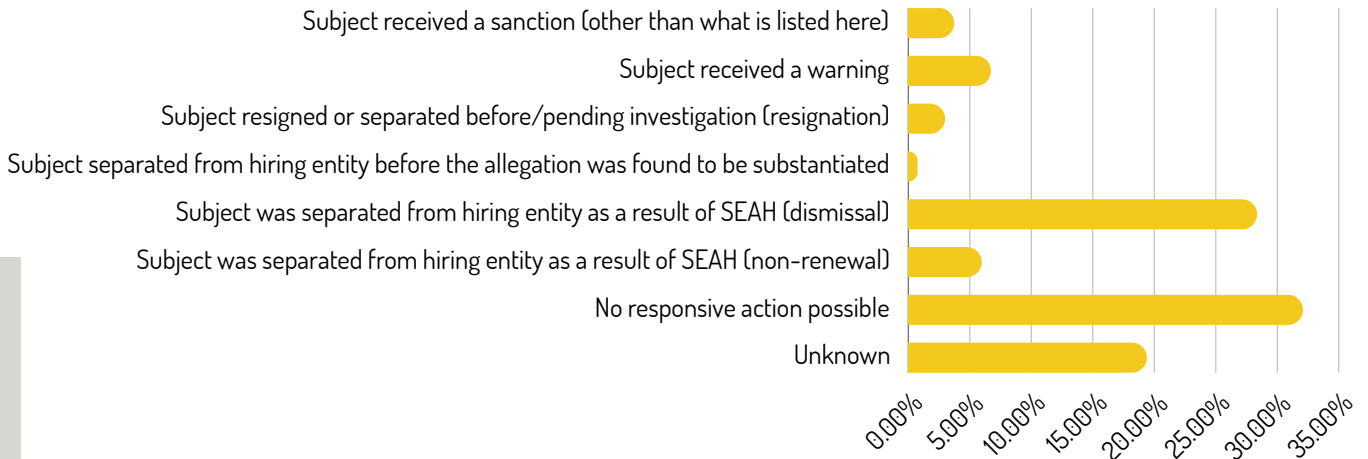 Subject received a sanction (other than what is listed here)
Subject received a warning
Subject resigned or separated before/pending investigation (resignation)
Subject separated from hiring entity before the allegation was found to be substantiated
Subject was separated from hiring entity as a result of SEAH (dismissal)
Subject was separated from hiring entity as a result of SEAH (non-renewal)
No responsive action possible
Unknown
0.00% 5.00% 10.00% 15.00% 20.00% 25.00% 30.00% 35.00%